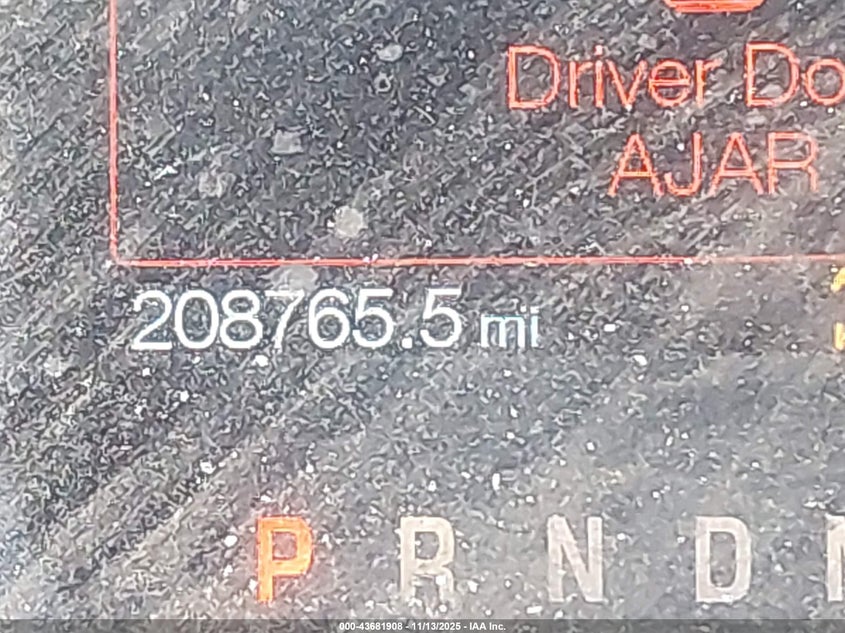 Driver Do
AJAR
208765.5 mi
P R N D
000-43681908 - 11/13/2025 - IAA Inc.